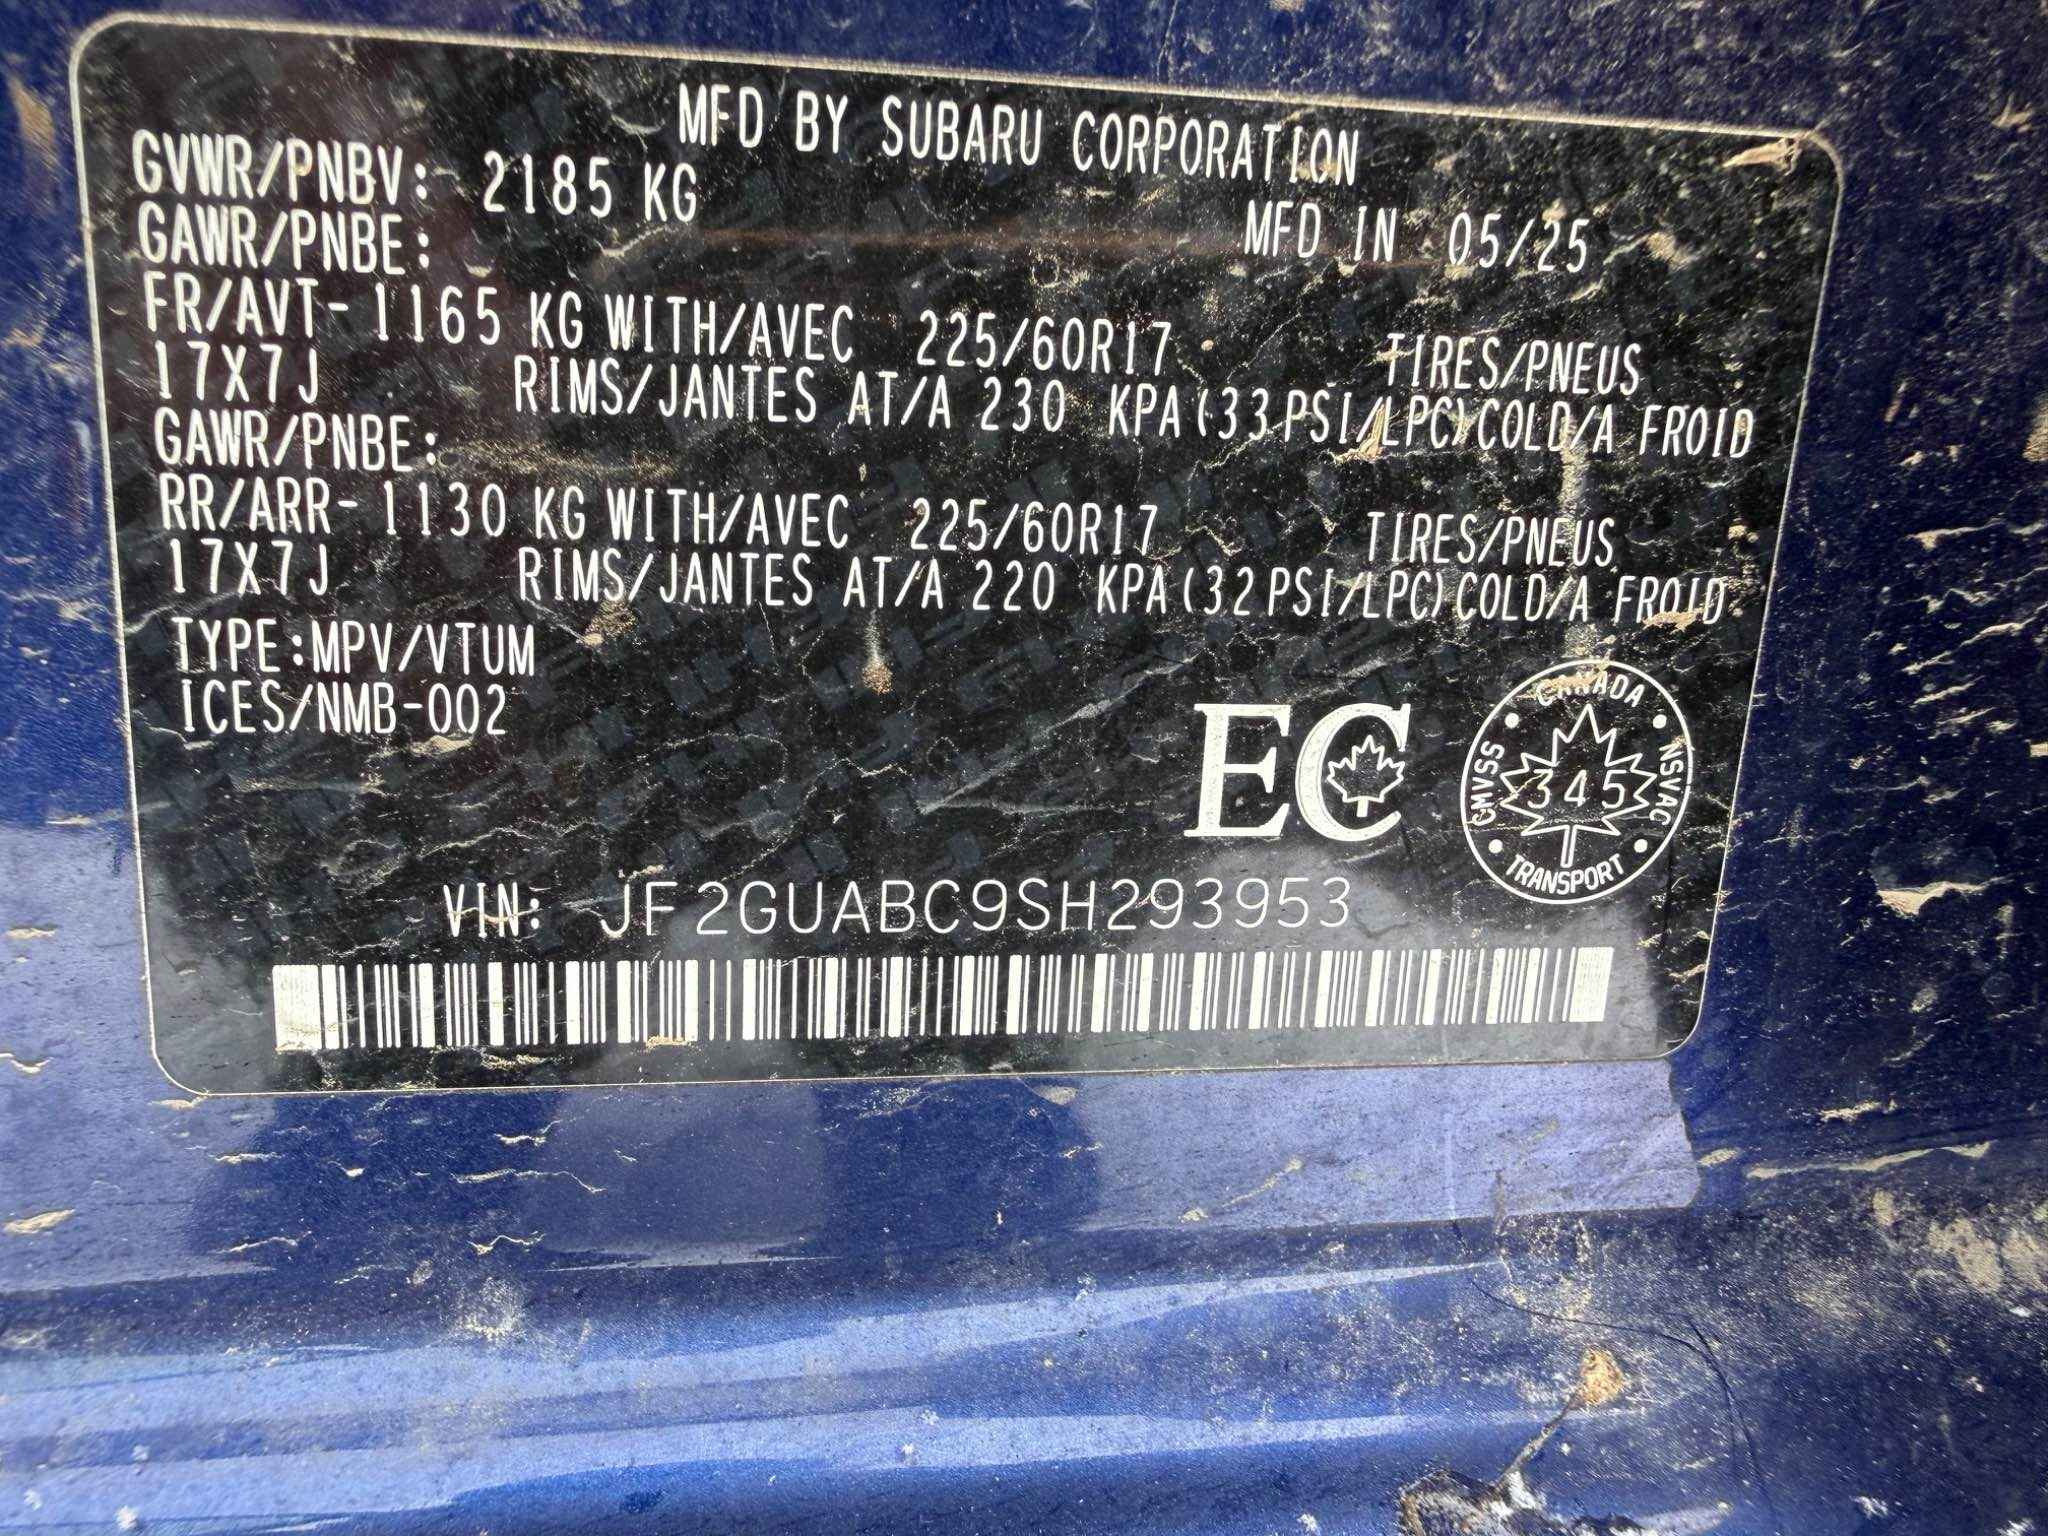 MFD BY SUBARU CORPORATION
GVWR/PNBV: 2185 KG
MFD IN 05/25
GAWR/PNBE:
FR/AVT- 1165 KG WITH/AVEC 225/60R17 TIRES/PNEUS
17X7J RIMS/JANTES AT/A 230 KPA (33PSI/LPC) COLD/A FROID
GAWR/PNBE:
RR/ARR- 1130 KG WITH/AVEC 225/60R17 TIRES/PNEUS
17X7J RIMS/JANTES AT/A 220 KPA (32PSI/LPC) COLD/A FROID
TYPE:MPV/VTUM
ICES/NMB-002
EC
CANADA
CMVSS 345 NSVAC
TRANSPORT
VIN: JF2GUABC9SH293953